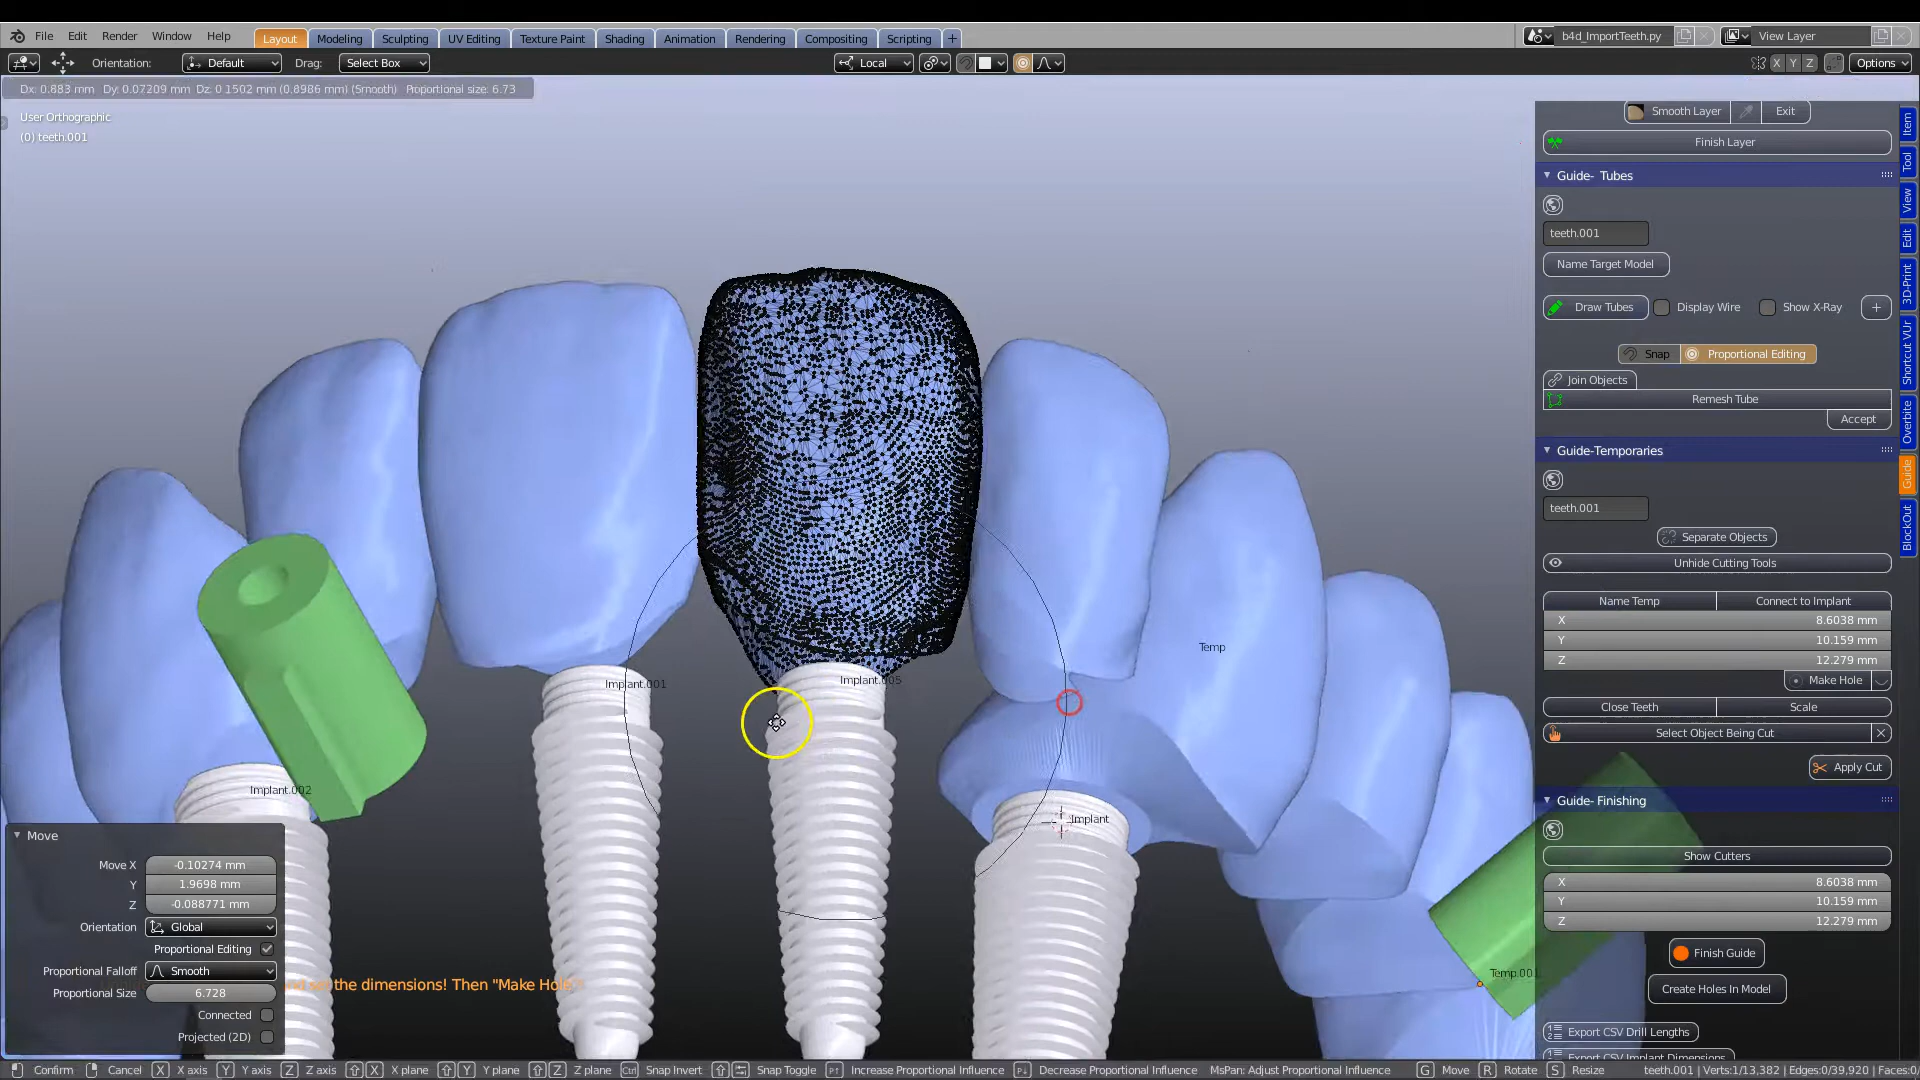 File Edit Render Window Help Layout Modeling Sculpting UV Editing Texture Paint Shading Animation Rendering Compositing Scripting + b4d_ImportTeeth.py View Layer
Orientation: Default Drag: Select Box Local X Y Z Options
Dx: 0.883 mm Dy: 0.07209 mm Dz: 0.1502 mm (0.8986 mm) (Smooth) Proportional size: 6.73
User Orthographic
(0) teeth.001
Implant.001
Implant.005
Implant.002
Implant
Temp
Temp.001
Move
Move X -0.10274 mm
Y 1.9698 mm
Z -0.088771 mm
Orientation Global
Proportional Editing
Proportional Falloff Smooth
Proportional Size 6.728
Connected
Projected (2D)
the dimensions! Then "Make
Smooth Layer Exit
Finish Layer
Guide- Tubes
teeth.001
Name Target Model
Draw Tubes Display Wire Show X-Ray +
Snap Proportional Editing
Join Objects
Remesh Tube
Accept
Guide-Temporaries
teeth.001
Separate Objects
Unhide Cutting Tools
Name Temp Connect to Implant
X 8.6038 mm
Y 10.159 mm
Z 12.279 mm
Make Hole
Close Teeth Scale
Select Object Being Cut
Apply Cut
Guide- Finishing
Show Cutters
X 8.6038 mm
Y 10.159 mm
Z 12.279 mm
Finish Guide
Create Holes In Model
Export CSV Drill Lengths
Export CSV Implant Dimensions
Item
Tool
View
Edit
3D-Print
Shortcut VUr
Overbite
Guide
BlockOut
Confirm Cancel X X axis Y Y axis Z Z axis X X plane Y Y plane Z Z plane Ctrl Snap Invert Snap Toggle Increase Proportional Influence Decrease Proportional Influence MsPan: Adjust Proportional Influence G Move R Rotate S Resize teeth.001 | Verts:1/13,382 | Edges:0/39,920 | Faces:0/